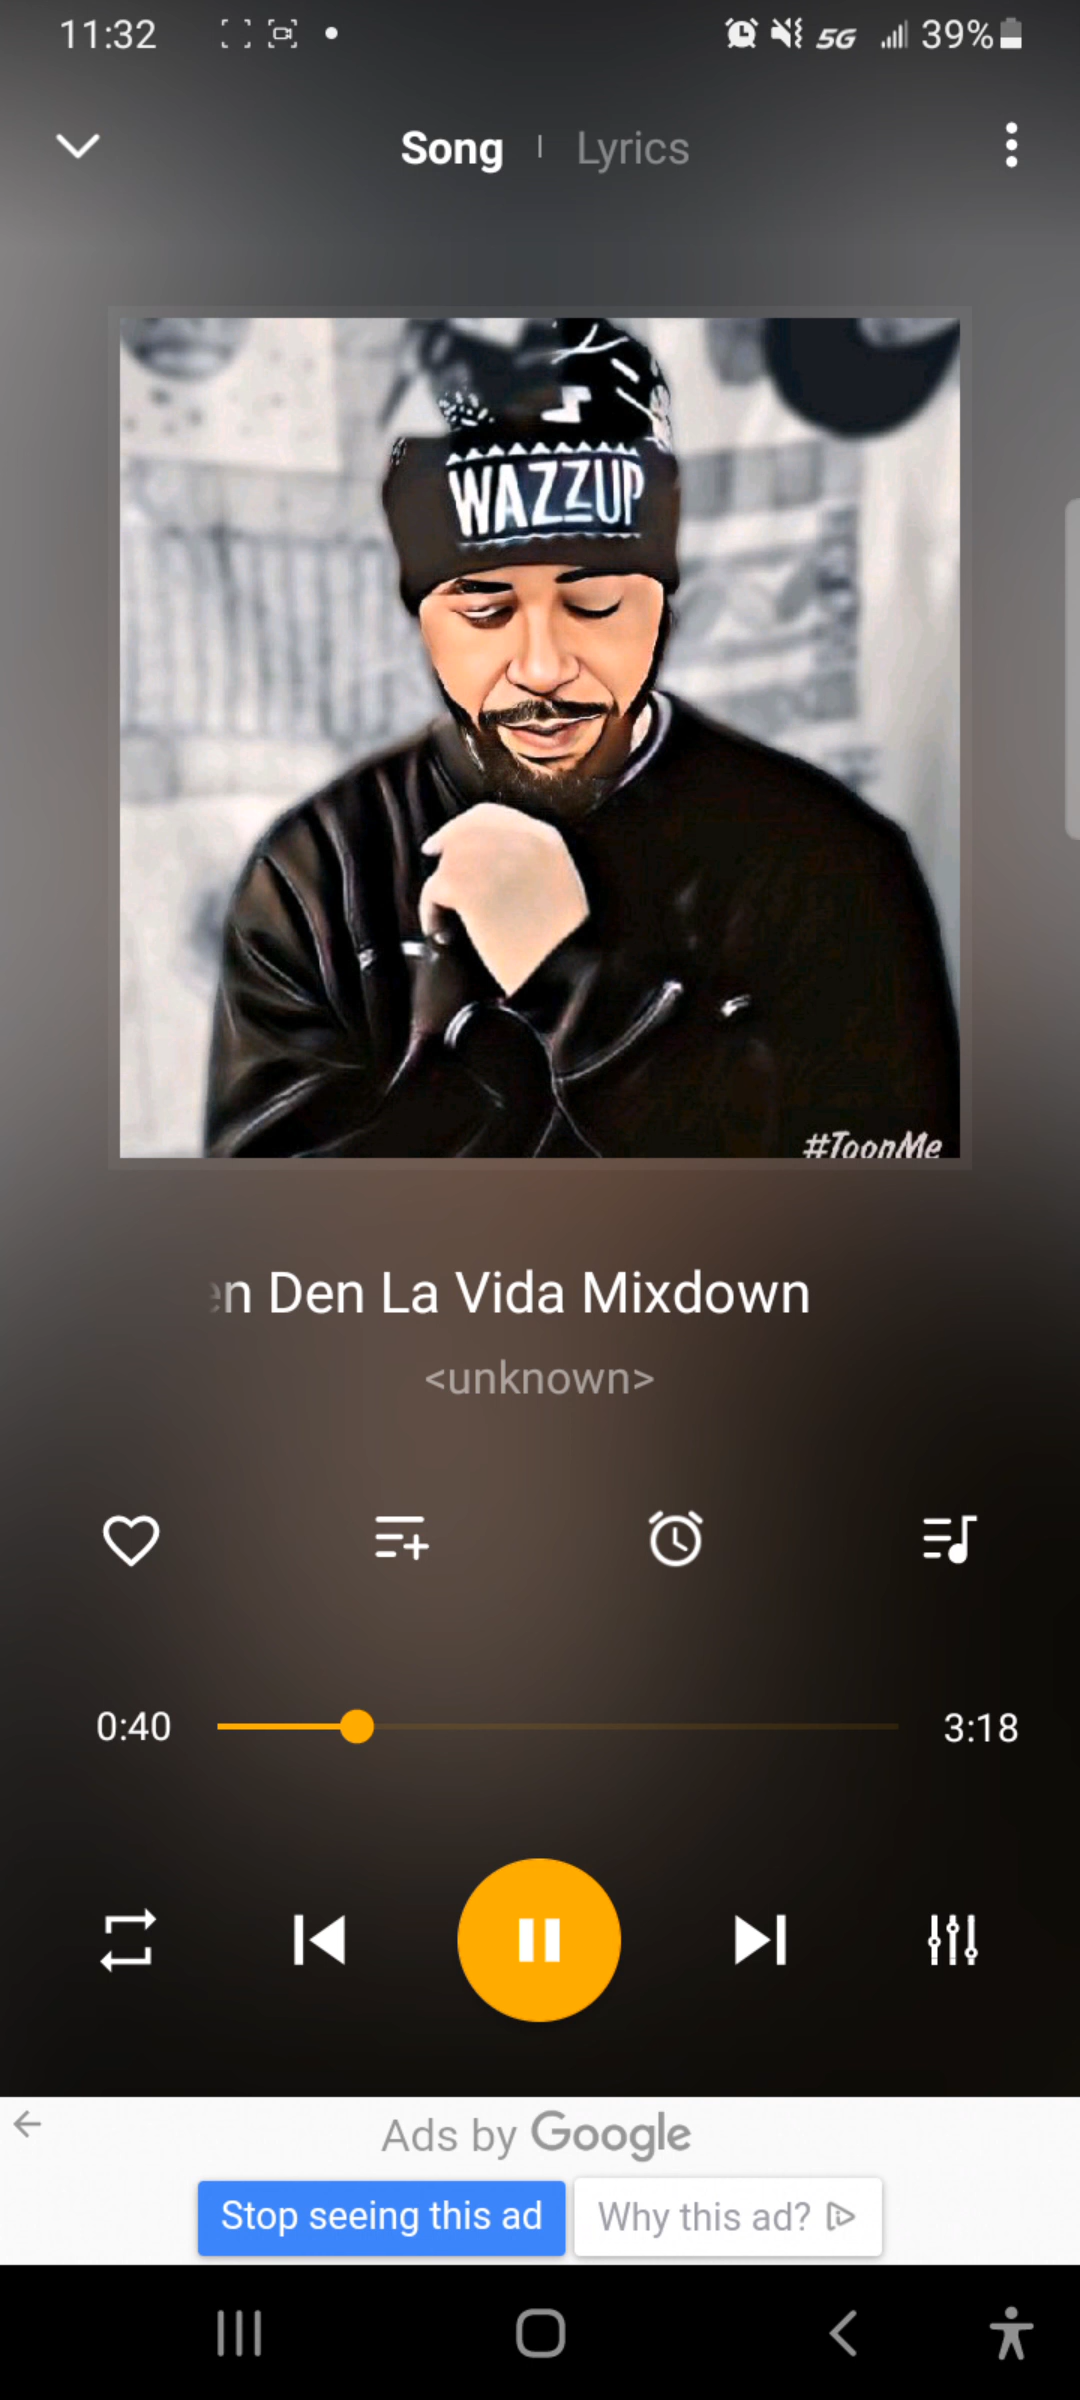 11:32
5G 39%
Song | Lyrics
WAZZUP
#ToonMe
en Den La Vida Mixdown
<unknown>
0:40
3:18
Ads by Google
Stop seeing this ad
Why this ad?